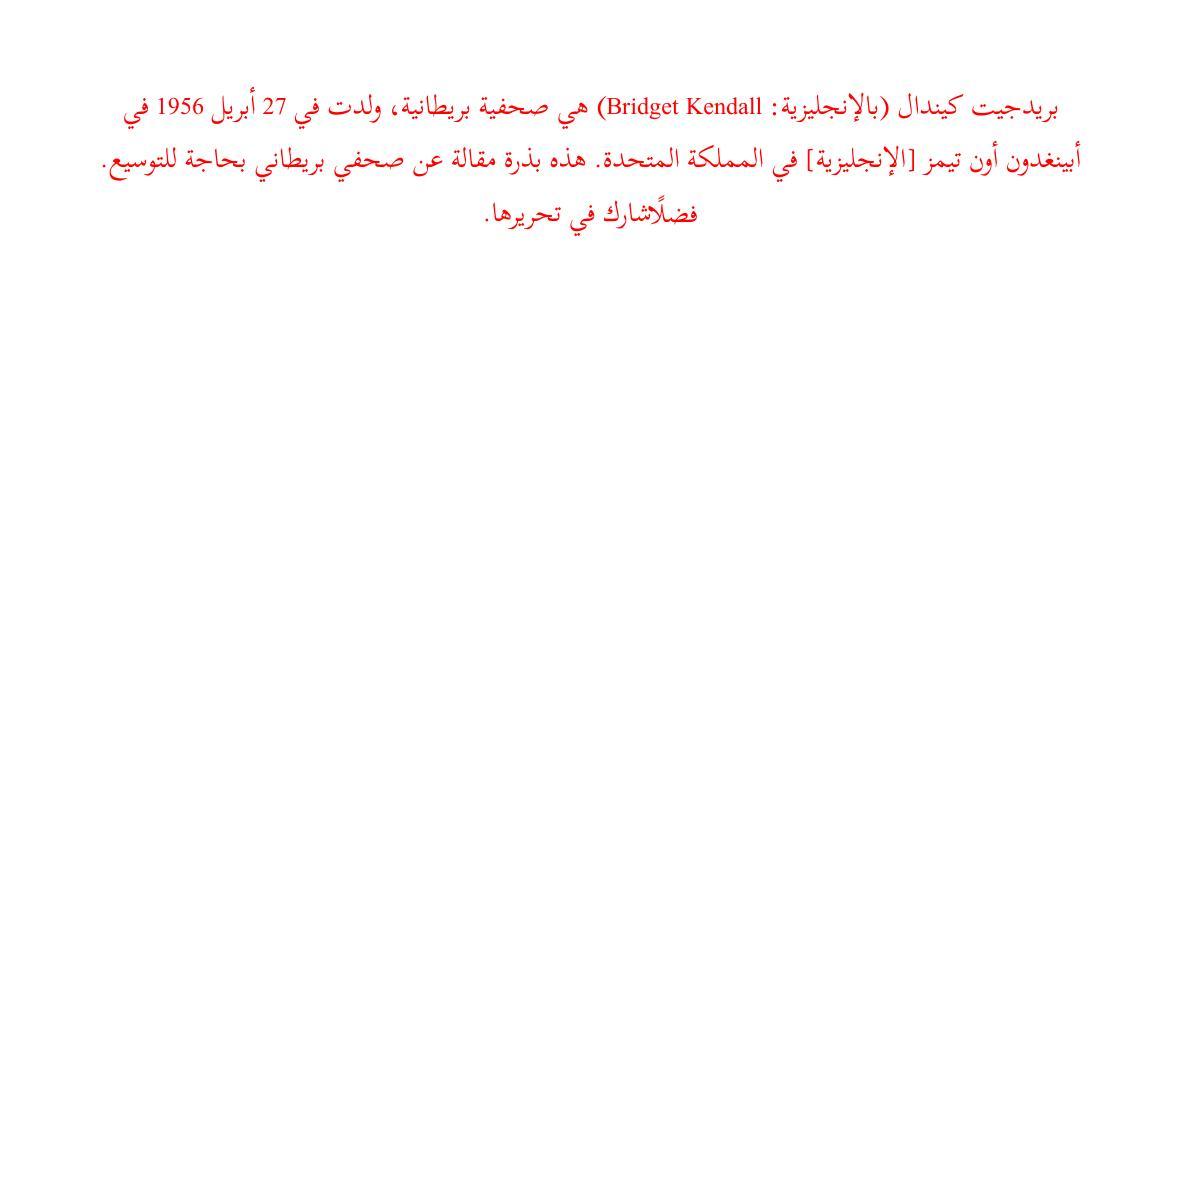 بريدجيت كيندال (بالإنجليزية: Bridget Kendall) هي صحفية بريطانية، ولدت في 27 أبريل 1956 في
أبينغدون أون تيمز [الإنجليزية] في المملكة المتحدة. هذه بذرة مقالة عن صحفي بريطاني بحاجة للتوسيع.
فضلًاشارك في تحريرها.